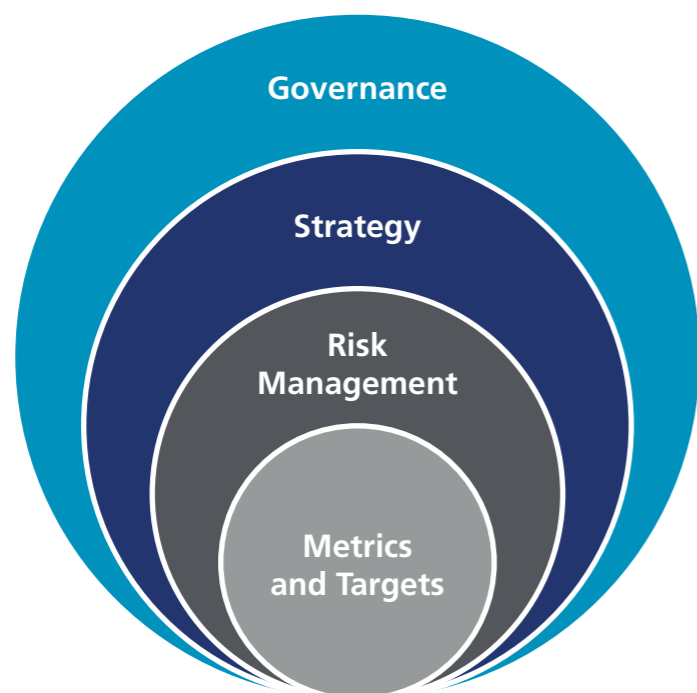 Governance
Strategy
Risk
Management
Metrics
and Targets